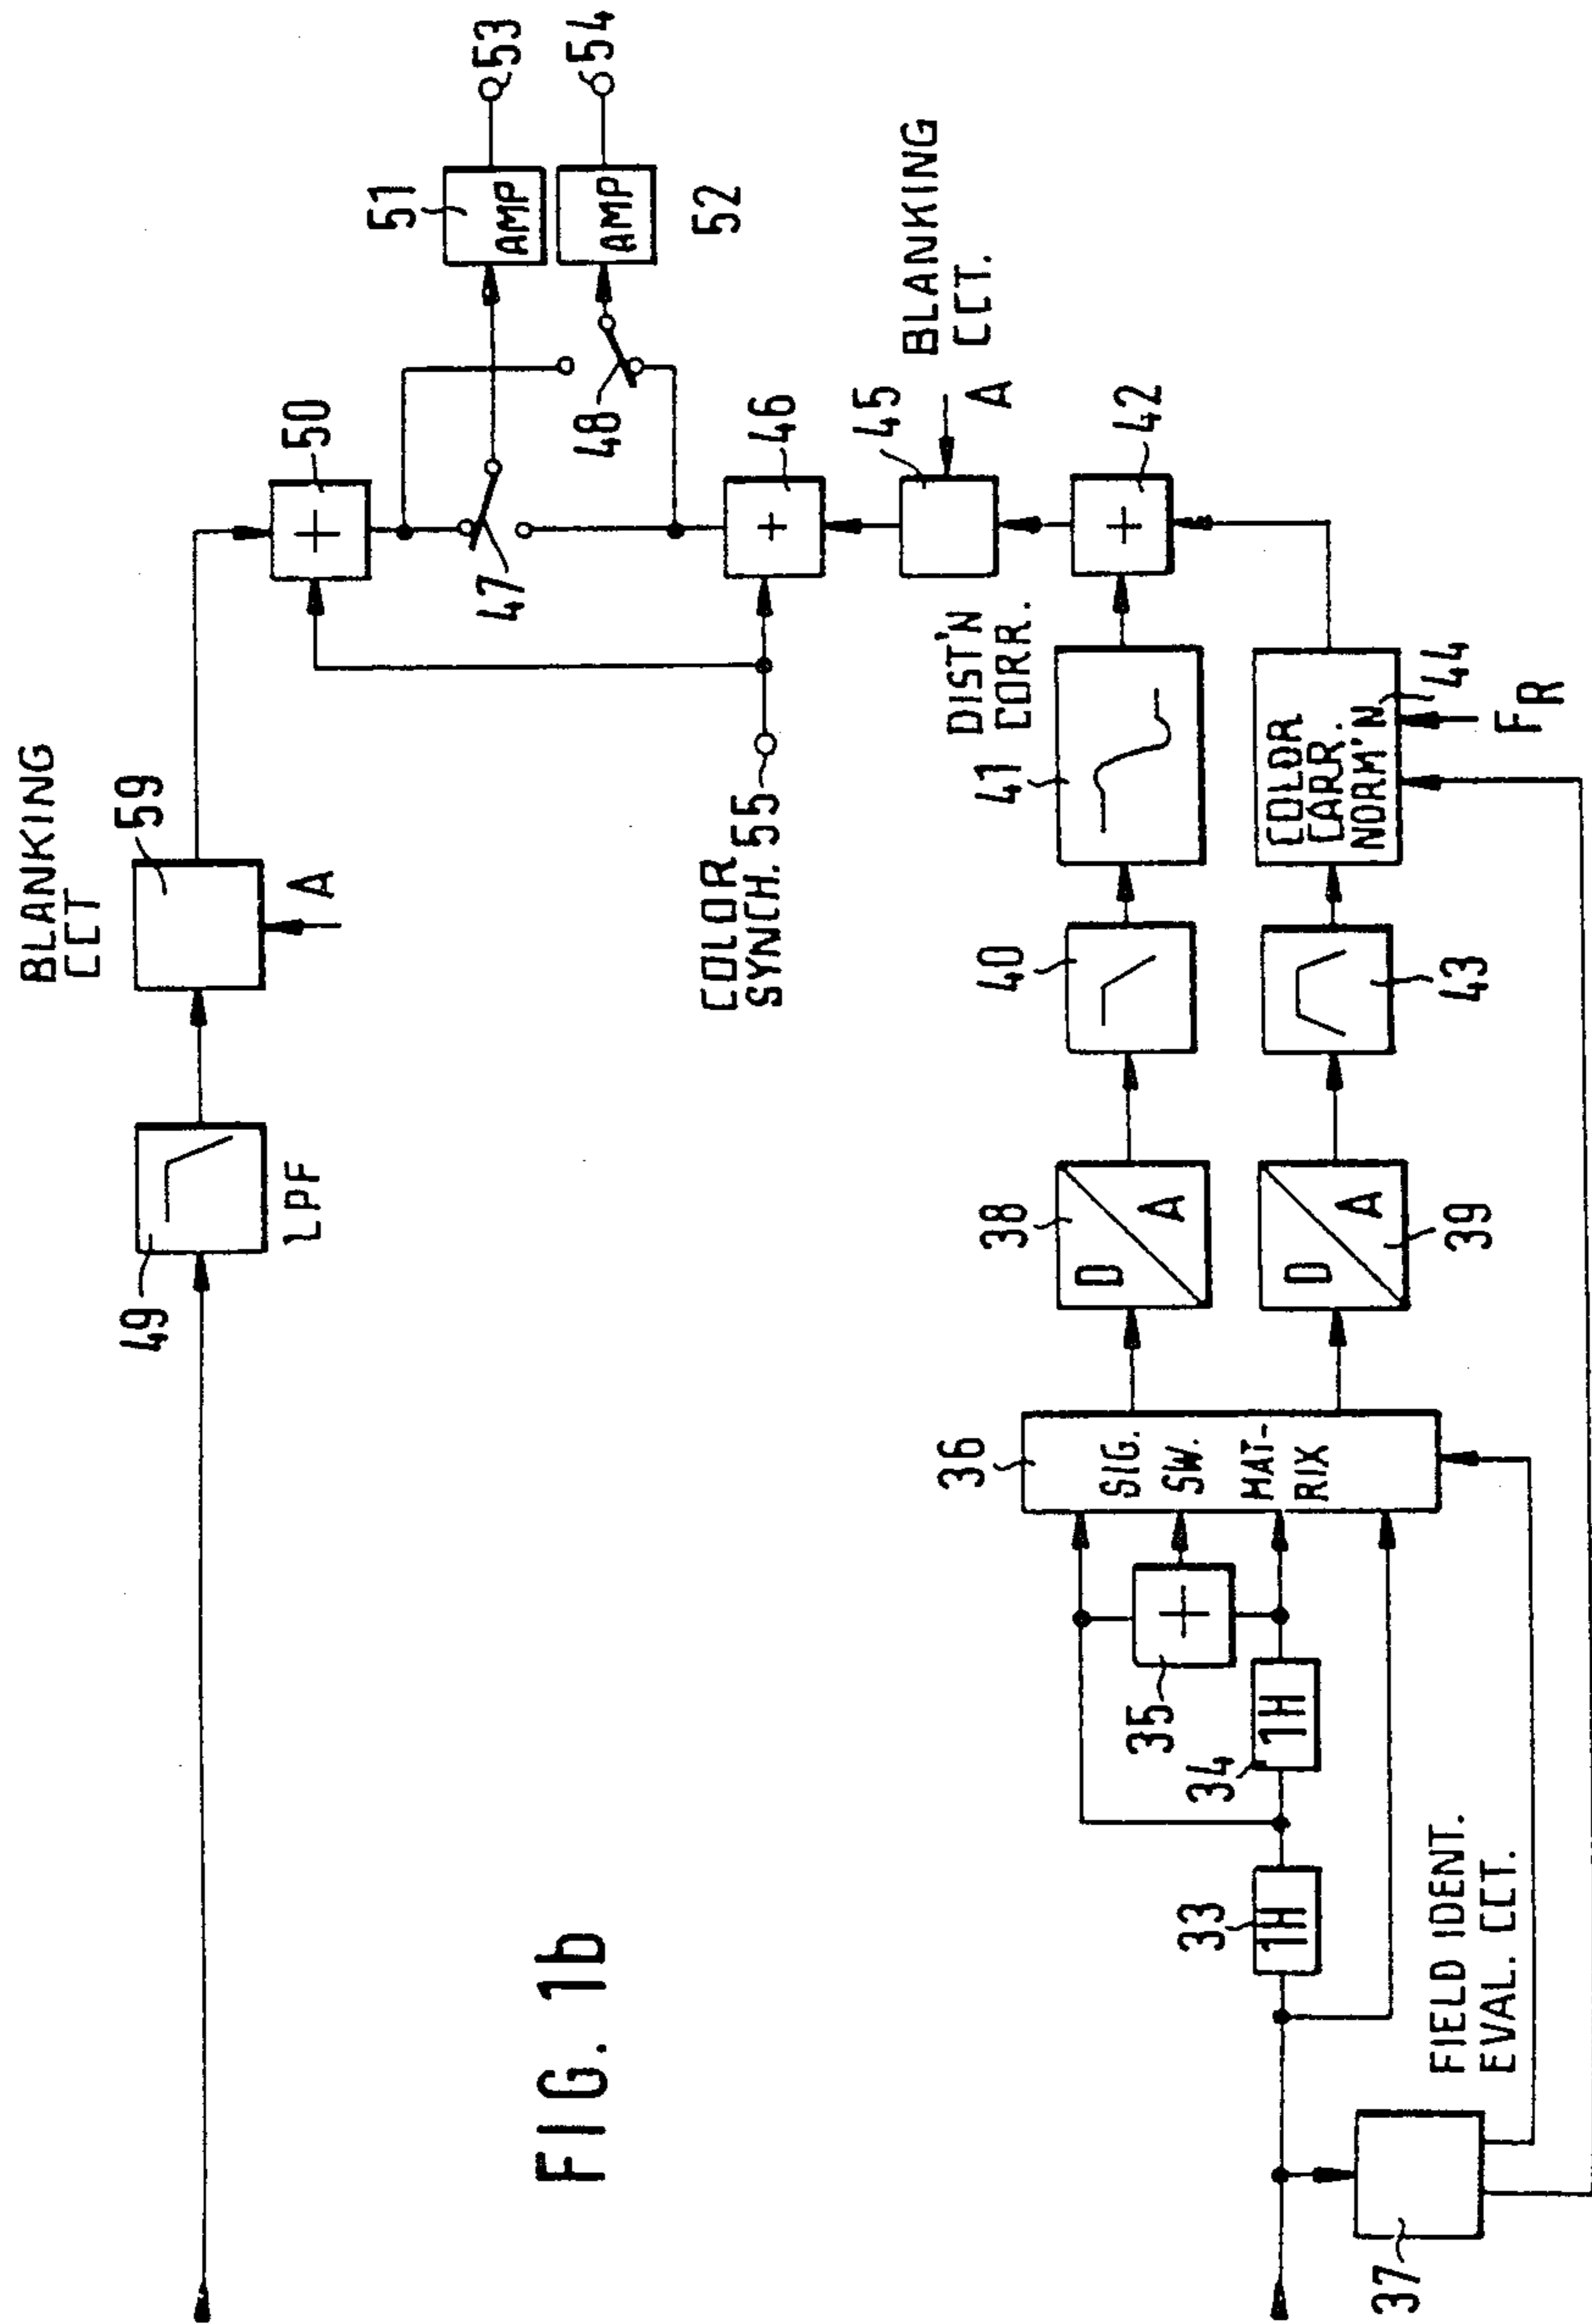 FIG. 1b
49
LPF
BLANKING
CCT
59
A
50
51
AMP
53
AMP
54
52
47
48
COLOR
SYNCH. 55
+
46
45
BLANKING
CCT.
A
+
42
DIST'N
CORR.
41
40
38
D
A
36
SIG.
SW.
MAT-
RIX
+
35
34
1H
33
1H
D
A
39
43
COLOR
CARR.
NORM'N
44
FR
FIELD IDENT.
EVAL. CCT.
37
+